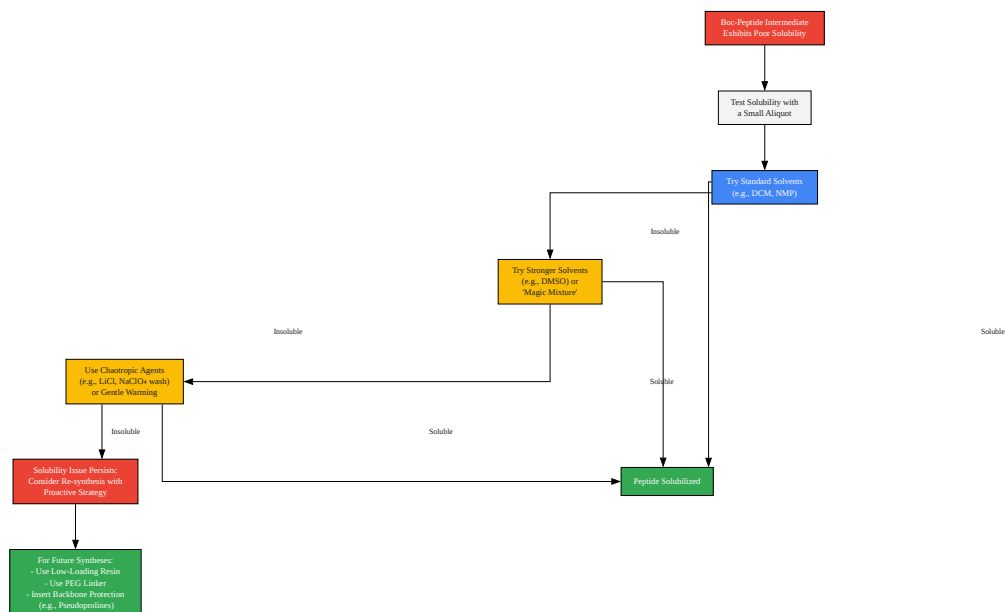 Boc-Peptide Intermediate
Exhibits Poor Solubility
Test Solubility with
a Small Aliquot
Try Standard Solvents
(e.g., DCM, NMP)
Insoluble
Try Stronger Solvents
(e.g., DMSO) or
'Magic Mixture'
Insoluble
Soluble
Use Chaotropic Agents
(e.g., LiCl, NaClO₄ wash)
or Gentle Warming
Soluble
Insoluble
Soluble
Solubility Issue Persists:
Consider Re-synthesis with
Proactive Strategy
Peptide Solubilized
For Future Syntheses:
- Use Low-Loading Resin
- Use PEG Linker
- Insert Backbone Protection
(e.g., Pseudoprolines)